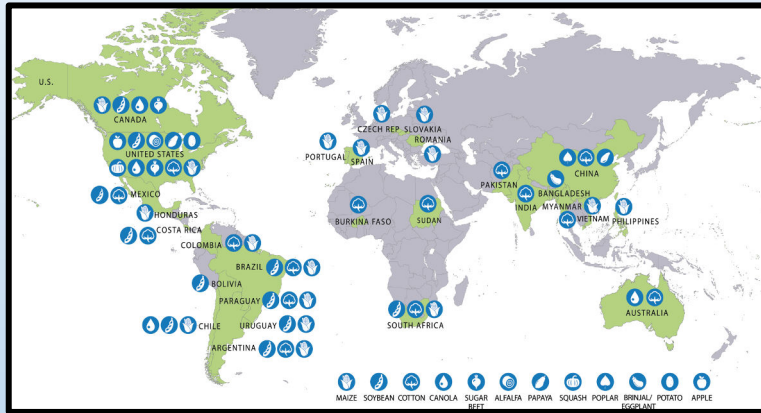 U.S.
CANADA
UNITED STATES
MEXICO
HONDURAS
COSTA RICA
COLOMBIA
BRAZIL
BOLIVIA
PARAGUAY
CHILE
URUGUAY
ARGENTINA
CZECH REP
SLOVAKIA
ROMANIA
PORTUGAL
SPAIN
BURKINA FASO
SUDAN
SOUTH AFRICA
PAKISTAN
INDIA
CHINA
BANGLADESH
MYANMAR
VIETNAM
PHILIPPINES
AUSTRALIA
MAIZE
SOYBEAN
COTTON
CANOLA
SUGAR
BEET
ALFALFA
PAPAYA
SQUASH
POPLAR
BRINJAL/
EGGPLANT
POTATO
APPLE